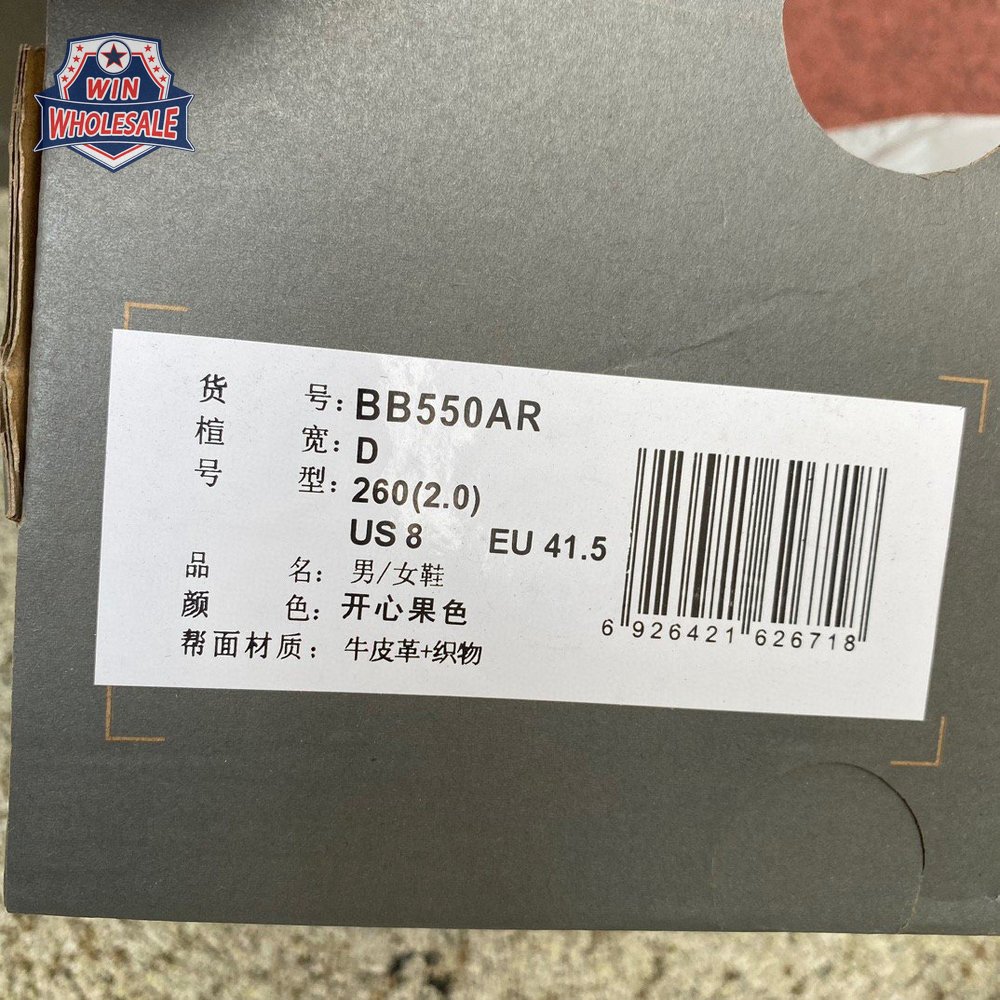 WIN
WHOLESALE
货 号: BB550AR
楦 宽: D
号 型: 260(2.0)
US 8 EU 41.5
品 名: 男/女鞋
颜 色: 开心果色
帮面材质: 牛皮革+织物
6 926421 626718